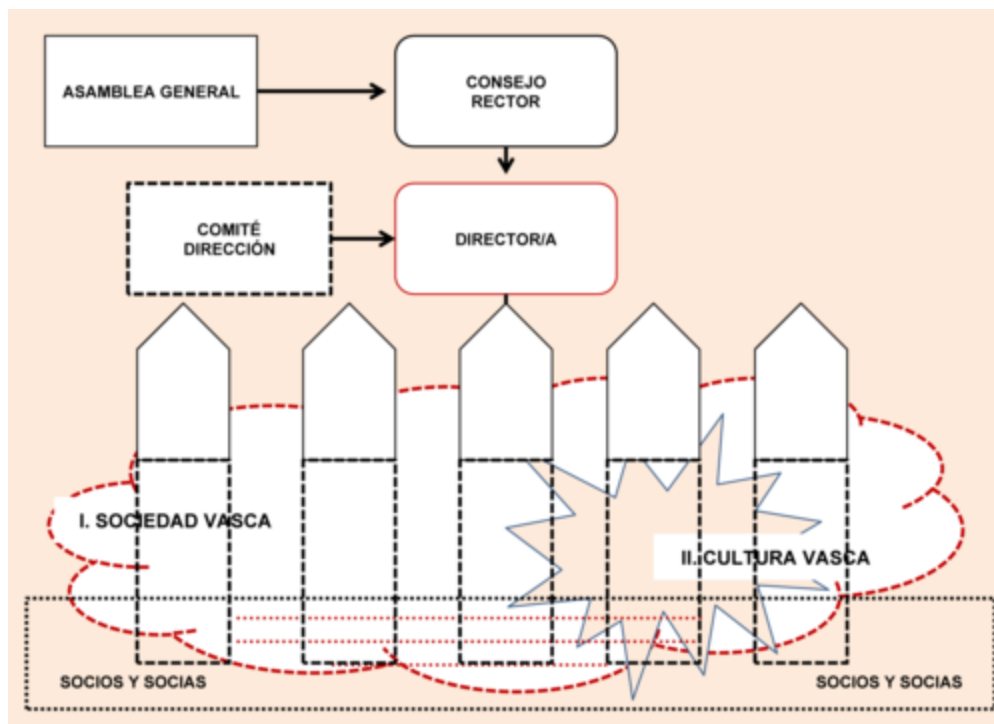 ASAMBLEA GENERAL
CONSEJO
RECTOR
COMITÉ
DIRECCIÓN
DIRECTOR/A
I. SOCIEDAD VASCA
II. CULTURA VASCA
SOCIOS Y SOCIAS
SOCIOS Y SOCIAS